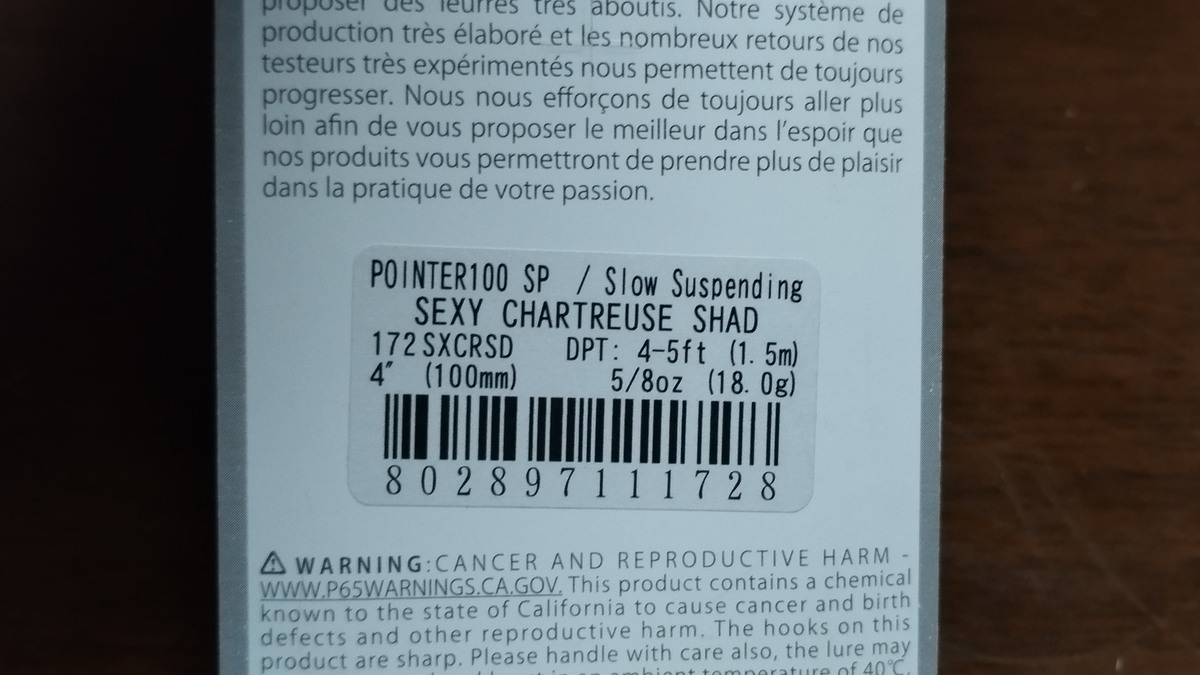 proposer des leurres très aboutis. Notre système de
production très élaboré et les nombreux retours de nos
testeurs très expérimentés nous permettent de toujours
progresser. Nous nous efforçons de toujours aller plus
loin afin de vous proposer le meilleur dans l'espoir que
nos produits vous permettront de prendre plus de plaisir
dans la pratique de votre passion.
POINTER100 SP / Slow Suspending
SEXY CHARTREUSE SHAD
172SXCRSD DPT: 4-5ft (1.5m)
4″ (100mm) 5/8oz (18.0g)
802897111728
⚠ WARNING:CANCER AND REPRODUCTIVE HARM -
WWW.P65WARNINGS.CA.GOV. This product contains a chemical
known to the state of California to cause cancer and birth
defects and other reproductive harm. The hooks on this
product are sharp. Please handle with care also, the lure may
ambient temperature of 40℃.